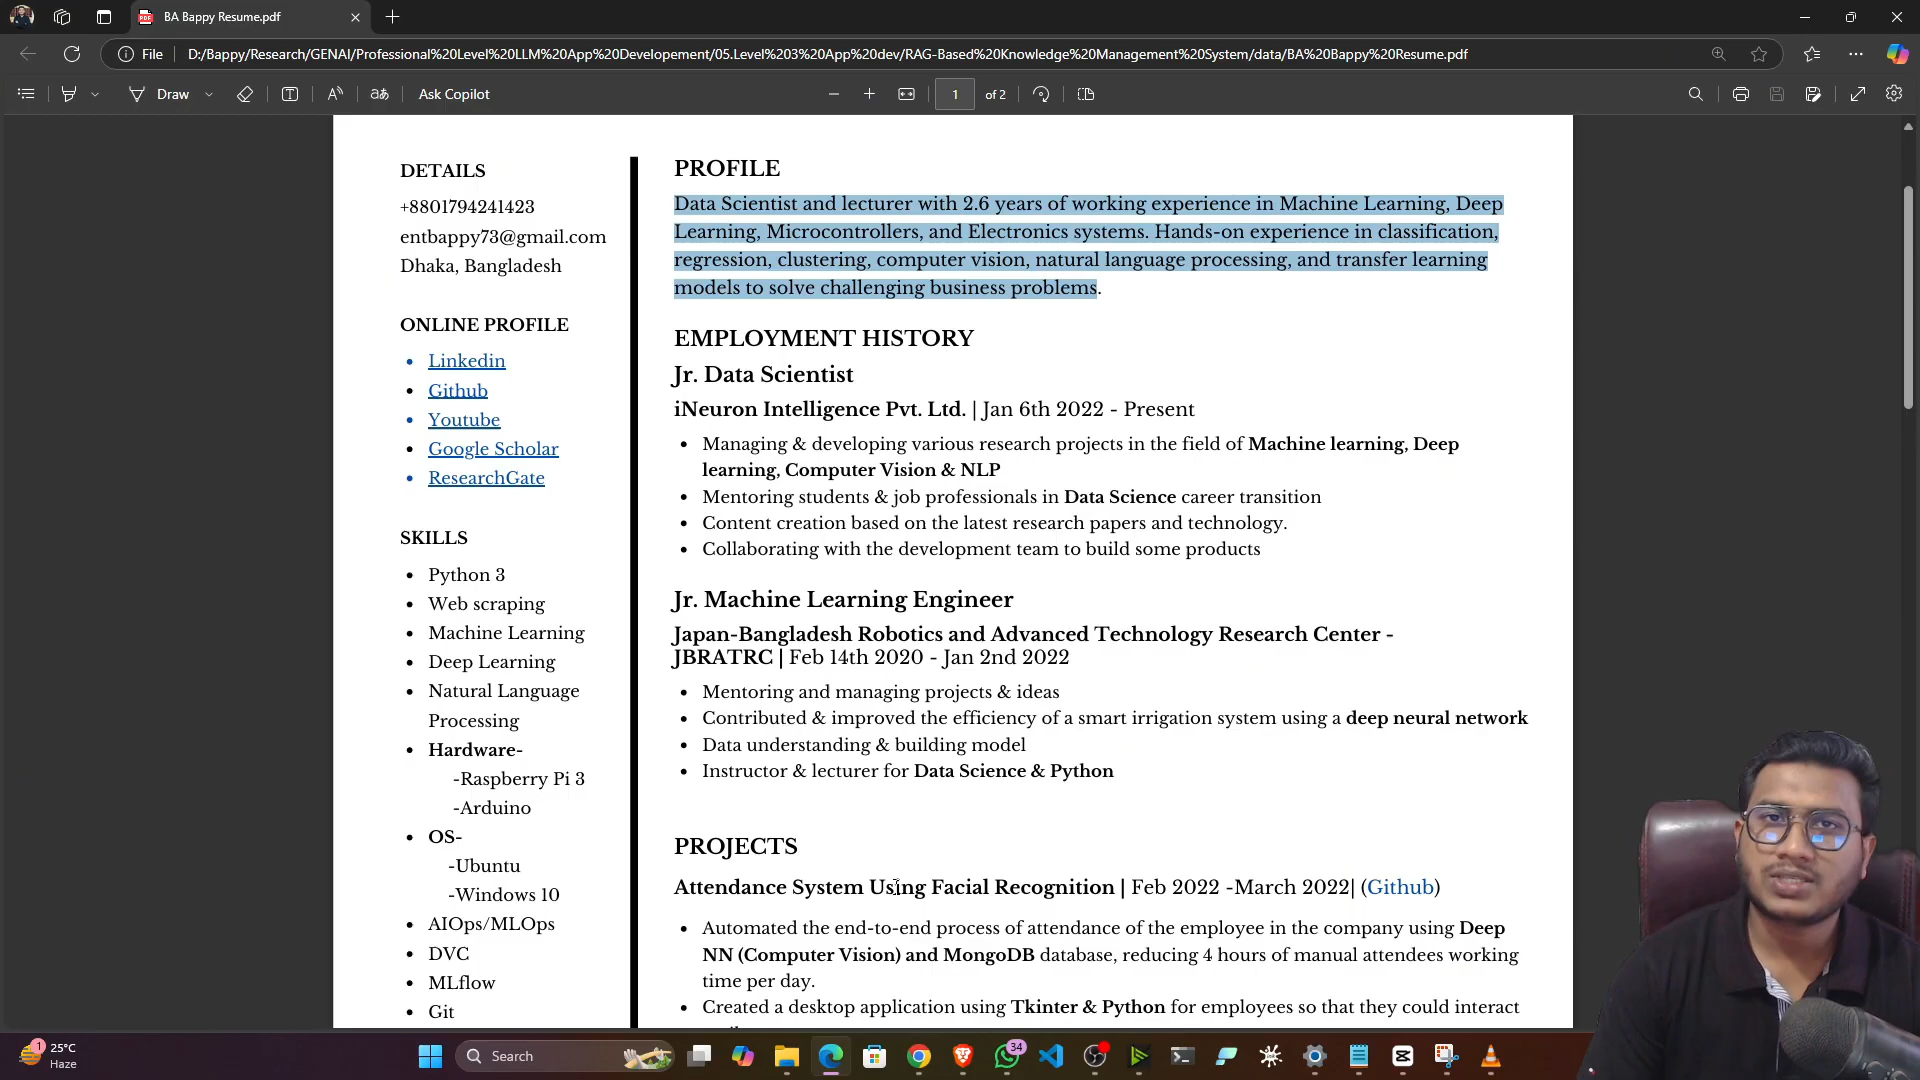 BA Bappy Resume.pdf
File
D:/Bappy/Research/GENAI/Professional%20Level%20LLM%20App%20Developement/05.Level%203%20App%20dev/RAG-Based%20Knowledge%20Management%20System/data/BA%20Bappy%20Resume.pdf
Draw
Ask Copilot
1
of 2
DETAILS
+8801794241423
entbappy73@gmail.com
Dhaka, Bangladesh
ONLINE PROFILE
• Linkedin
• Github
• Youtube
• Google Scholar
• ResearchGate
SKILLS
• Python 3
• Web scraping
• Machine Learning
• Deep Learning
• Natural Language
Processing
• Hardware-
-Raspberry Pi 3
-Arduino
• OS-
-Ubuntu
-Windows 10
• AIOps/MLOps
• DVC
• MLflow
• Git
PROFILE
Data Scientist and lecturer with 2.6 years of working experience in Machine Learning, Deep
Learning, Microcontrollers, and Electronics systems. Hands-on experience in classification,
regression, clustering, computer vision, natural language processing, and transfer learning
models to solve challenging business problems.
EMPLOYMENT HISTORY
Jr. Data Scientist
iNeuron Intelligence Pvt. Ltd. | Jan 6th 2022 - Present
• Managing & developing various research projects in the field of Machine learning, Deep
learning, Computer Vision & NLP
• Mentoring students & job professionals in Data Science career transition
• Content creation based on the latest research papers and technology.
• Collaborating with the development team to build some products
Jr. Machine Learning Engineer
Japan-Bangladesh Robotics and Advanced Technology Research Center -
JBRATRC | Feb 14th 2020 - Jan 2nd 2022
• Mentoring and managing projects & ideas
• Contributed & improved the efficiency of a smart irrigation system using a deep neural network
• Data understanding & building model
• Instructor & lecturer for Data Science & Python
PROJECTS
Attendance System Using Facial Recognition | Feb 2022 -March 2022| (Github)
• Automated the end-to-end process of attendance of the employee in the company using Deep
NN (Computer Vision) and MongoDB database, reducing 4 hours of manual attendees working
time per day.
• Created a desktop application using Tkinter & Python for employees so that they could interact
1
25°C
Haze
Search
34